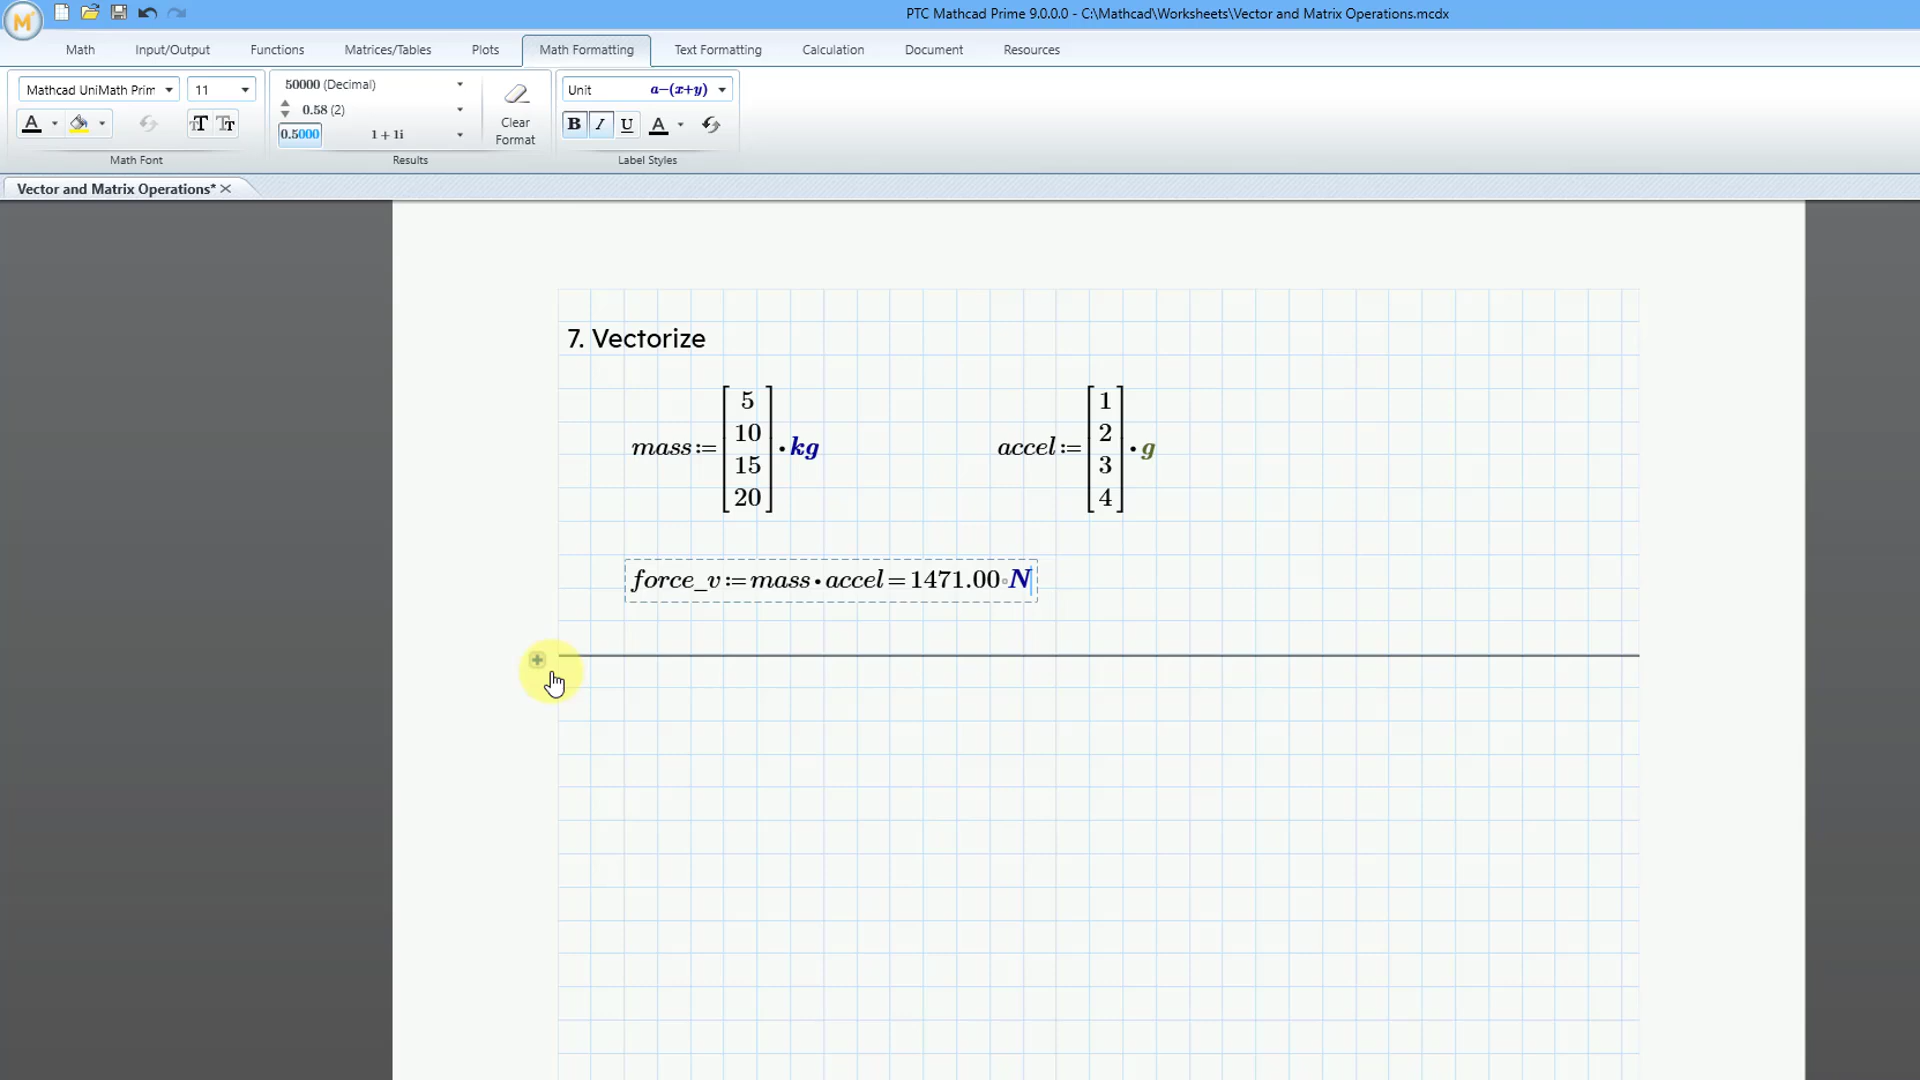 PTC Mathcad Prime 9.0.0.0 - C:\Mathcad\Worksheets\Vector and Matrix Operations.mcdx
Math Input/Output Functions Matrices/Tables Plots Math Formatting Text Formatting Calculation Document Resources
Mathcad UniMath Prim 11
50000 (Decimal)
0.58 (2)
0.5000 1 + 1i
Clear Format
Unit a−(x+y)
B I U A
Math Font Results Label Styles
Vector and Matrix Operations*
7. Vectorize
mass:=[5 10 15 20]•kg
accel:=[1 2 3 4]•g
force_v:=mass•accel=1471.00·N